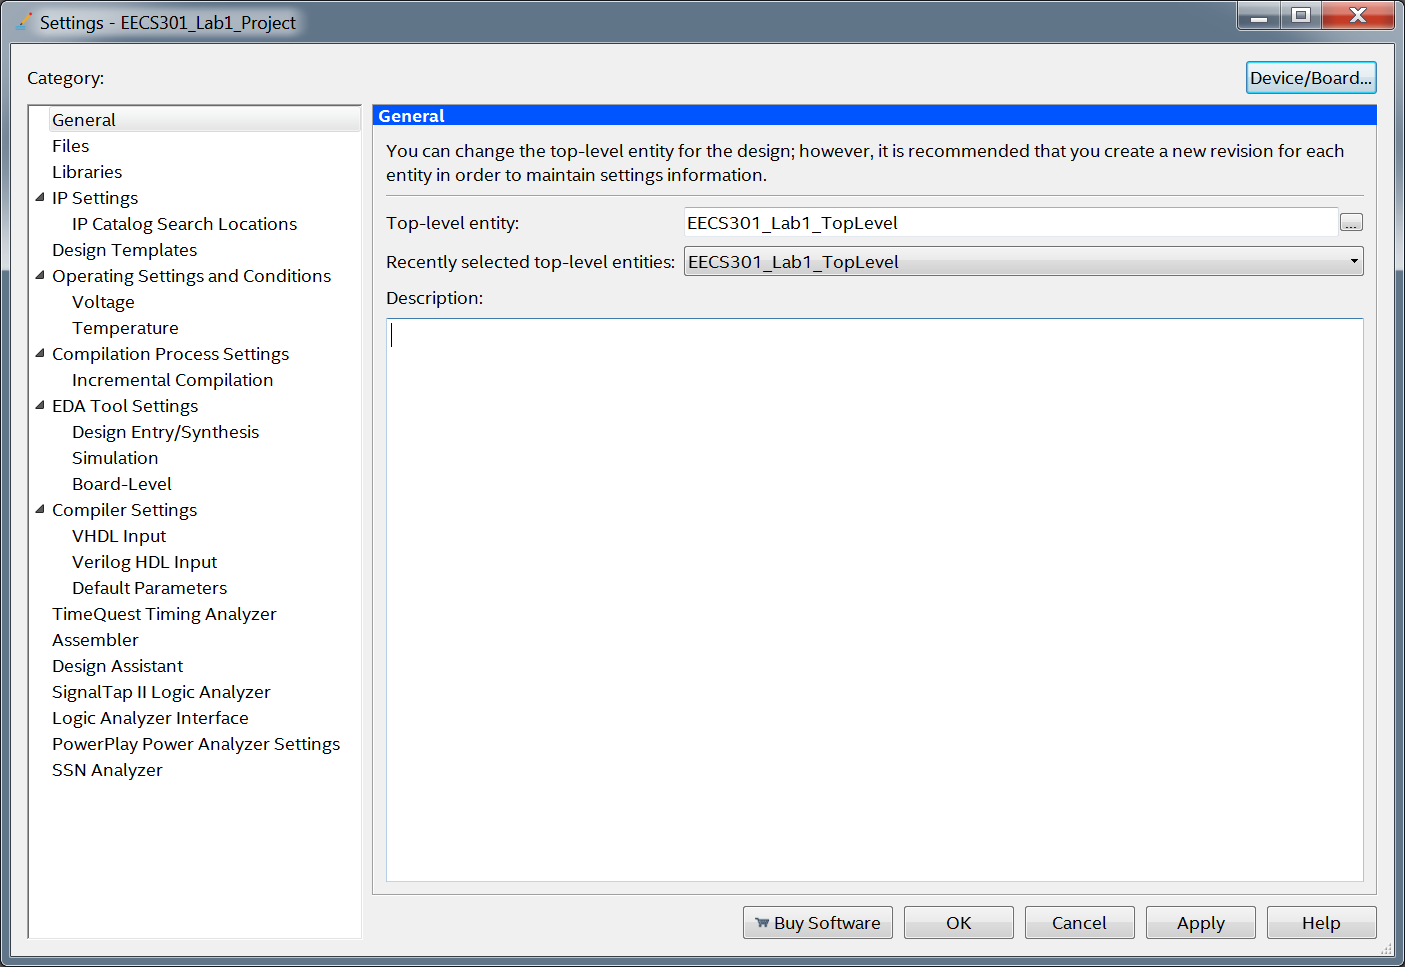 Settings - EECS301_Lab1_Project
Category:
Device/Board...
General
Files
Libraries
IP Settings
IP Catalog Search Locations
Design Templates
Operating Settings and Conditions
Voltage
Temperature
Compilation Process Settings
Incremental Compilation
EDA Tool Settings
Design Entry/Synthesis
Simulation
Board-Level
Compiler Settings
VHDL Input
Verilog HDL Input
Default Parameters
TimeQuest Timing Analyzer
Assembler
Design Assistant
SignalTap II Logic Analyzer
Logic Analyzer Interface
PowerPlay Power Analyzer Settings
SSN Analyzer
General
You can change the top-level entity for the design; however, it is recommended that you create a new revision for each
entity in order to maintain settings information.
Top-level entity: EECS301_Lab1_TopLevel ...
Recently selected top-level entities: EECS301_Lab1_TopLevel
Description:
Buy Software OK Cancel Apply Help